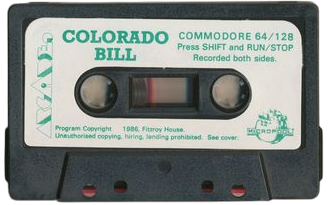 COLORADO
BILL
COMMODORE 64/128
Press SHIFT and RUN/STOP
Recorded both sides.
Program Copyright 1986, Fitzroy House.
Unauthorised copying, hiring, lending prohibited. See cover.
MICROPOOL